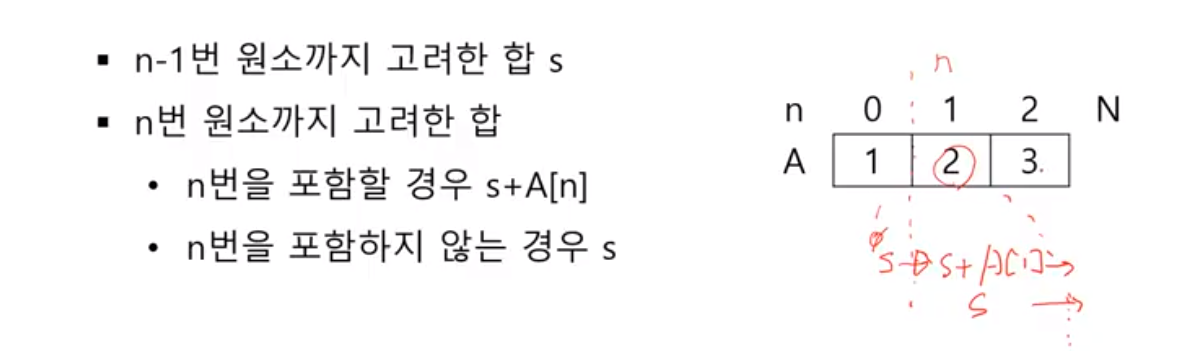 ▪ n-1번 원소까지 고려한 합 s
▪ n번 원소까지 고려한 합
• n번을 포함할 경우 s+A[n]
• n번을 포함하지 않는 경우 s
n
n 0 1 2 N
A 1 2 3
s → s+A[1] →
s →